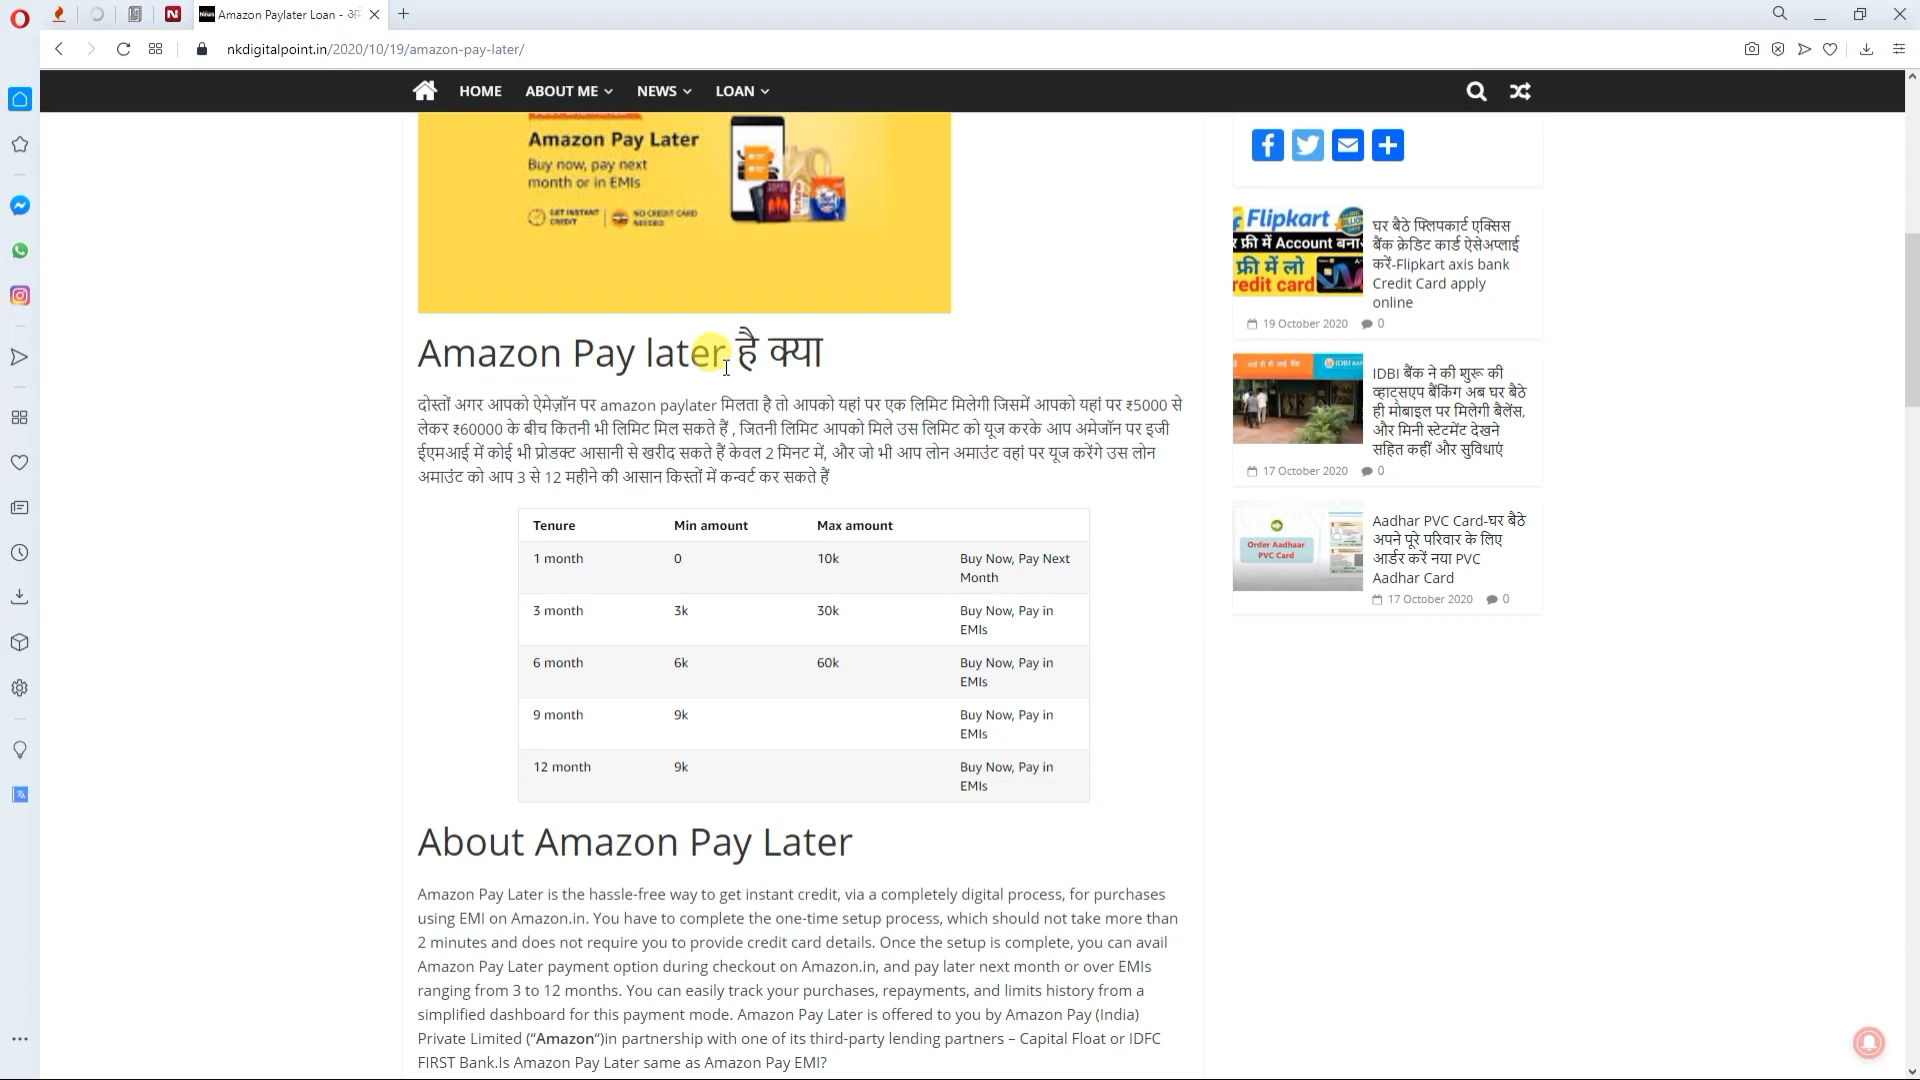 Amazon Paylater Loan -
nkdigitalpoint.in/2020/10/19/amazon-pay-later/
HOME ABOUT ME NEWS LOAN
Amazon Pay Later
Buy now, pay next
month or in EMIs
GET INSTANT
CREDIT
NO CREDIT CARD
NEEDED
Amazon Pay later है क्या
दोस्तों अगर आपको ऐमेज़ॉन पर amazon paylater मिलता है तो आपको यहां पर एक लिमिट मिलेगी जिसमें आपको यहां पर ₹5000 से
लेकर ₹60000 के बीच कितनी भी लिमिट मिल सकते हैं , जितनी लिमिट आपको मिले उस लिमिट को यूज करके आप अमेजॉन पर इजी
ईएमआई में कोई भी प्रोडक्ट आसानी से खरीद सकते हैं केवल 2 मिनट में, और जो भी आप लोन अमाउंट वहां पर यूज करेंगे उस लोन
अमाउंट को आप 3 से 12 महीने की आसान किस्तों में कन्वर्ट कर सकते हैं
Tenure Min amount Max amount
1 month 0 10k Buy Now, Pay Next
Month
3 month 3k 30k Buy Now, Pay in
EMIs
6 month 6k 60k Buy Now, Pay in
EMIs
9 month 9k Buy Now, Pay in
EMIs
12 month 9k Buy Now, Pay in
EMIs
About Amazon Pay Later
Amazon Pay Later is the hassle-free way to get instant credit, via a completely digital process, for purchases
using EMI on Amazon.in. You have to complete the one-time setup process, which should not take more than
2 minutes and does not require you to provide credit card details. Once the setup is complete, you can avail
Amazon Pay Later payment option during checkout on Amazon.in, and pay later next month or over EMIs
ranging from 3 to 12 months. You can easily track your purchases, repayments, and limits history from a
simplified dashboard for this payment mode. Amazon Pay Later is offered to you by Amazon Pay (India)
Private Limited (“Amazon“)in partnership with one of its third-party lending partners – Capital Float or IDFC
FIRST Bank.Is Amazon Pay Later same as Amazon Pay EMI?
Flipkart
फ्री में Account बना
फ्री में लो
redit card
घर बैठे फ्लिपकार्ट एक्सिस
बैंक क्रेडिट कार्ड ऐसेअप्लाई
करें-Flipkart axis bank
Credit Card apply
online
19 October 2020 0
IDBI बैंक ने की शुरू की
व्हाट्सएप बैंकिंग अब घर बैठे
ही मोबाइल पर मिलेगी बैलेंस,
और मिनी स्टेटमेंट देखने
सहित कहीं और सुविधाएं
17 October 2020 0
Order Aadhaar
PVC Card
Aadhar PVC Card-घर बैठे
अपने पूरे परिवार के लिए
आर्डर करें नया PVC
Aadhar Card
17 October 2020 0